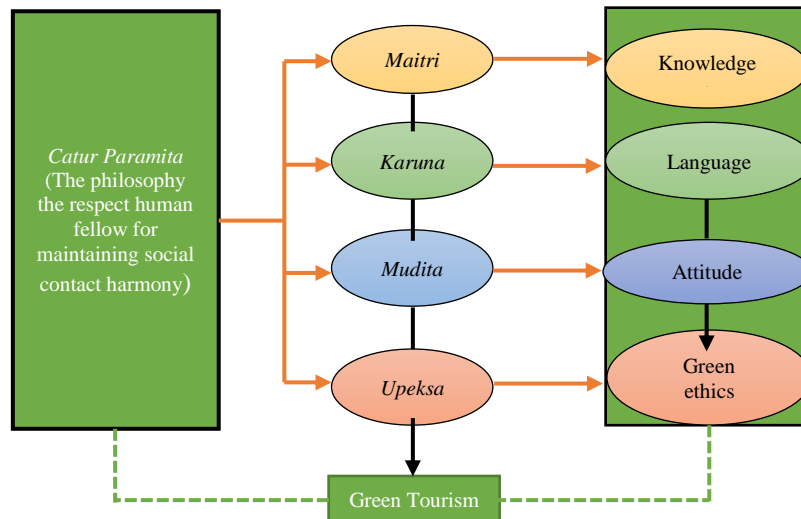 Catur Paramita
(The philosophy
the respect human
fellow for
maintaining social
contact harmony)
Maitri
Karuna
Mudita
Upeksa
Knowledge
Language
Attitude
Green
ethics
Green Tourism